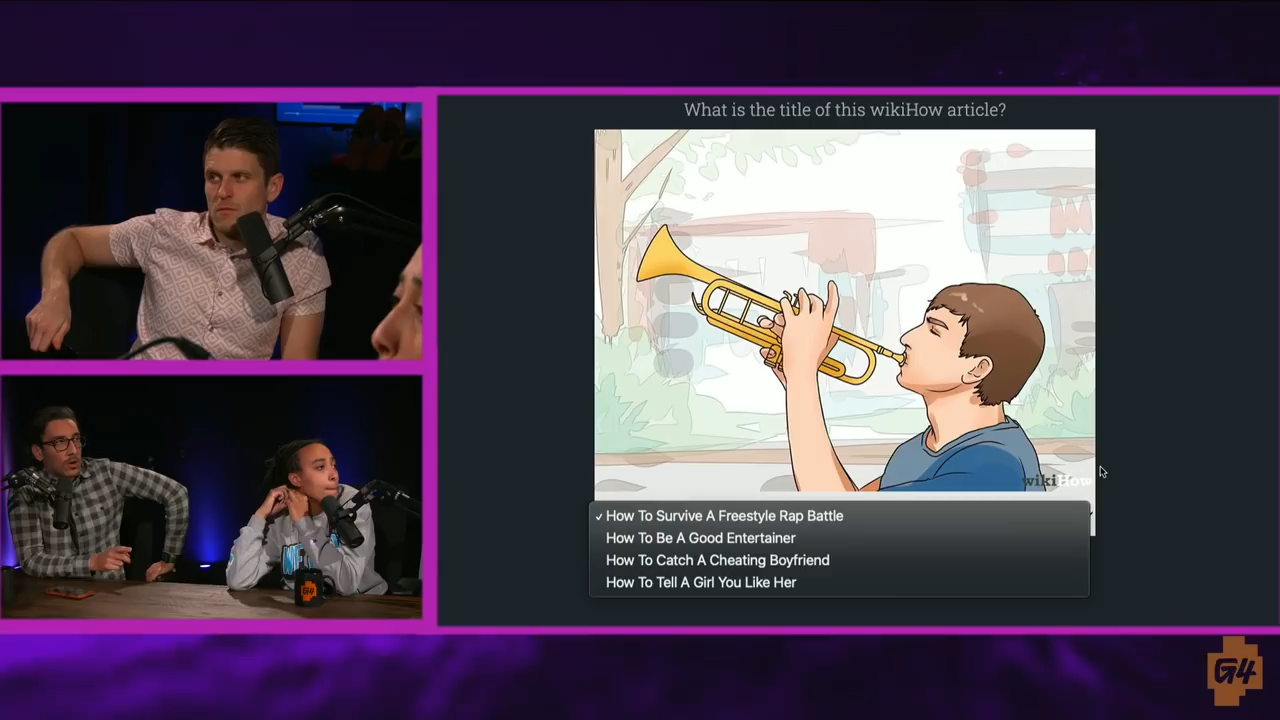 What is the title of this wikiHow article?
wikiHow
✓ How To Survive A Freestyle Rap Battle
How To Be A Good Entertainer
How To Catch A Cheating Boyfriend
How To Tell A Girl You Like Her
G4
G4